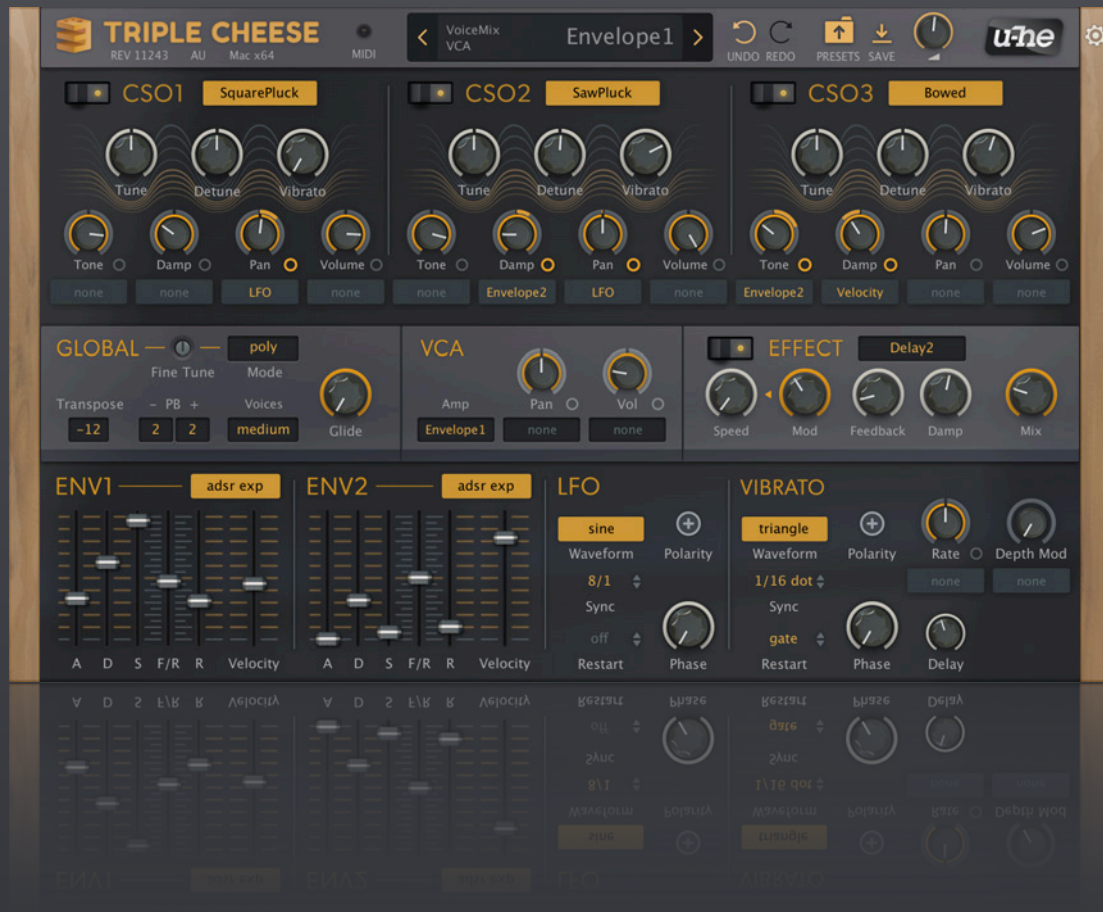 TRIPLE CHEESE
REV 11243 AU Mac x64
MIDI
VoiceMix
VCA
Envelope1
UNDO REDO PRESETS SAVE
u-he
CSO1 SquarePluck
Tune Detune Vibrato
Tone Damp Pan Volume
none none LFO none
CSO2 SawPluck
Tune Detune Vibrato
Tone Damp Pan Volume
none Envelope2 LFO none
CSO3 Bowed
Tune Detune Vibrato
Tone Damp Pan Volume
Envelope2 Velocity none none
GLOBAL poly
Fine Tune Mode
Transpose - PB + Voices
-12 2 2 medium Glide
VCA
Amp Pan Vol
Envelope1 none none
EFFECT Delay2
Speed Mod Feedback Damp Mix
ENV1 adsr exp
A D S F/R R Velocity
ENV2 adsr exp
A D S F/R R Velocity
LFO
sine
Waveform Polarity
8/1
Sync
off
Restart Phase
VIBRATO
triangle
Waveform Polarity Rate Depth Mod
none none
1/16 dot
Sync
gate
Restart Phase Delay